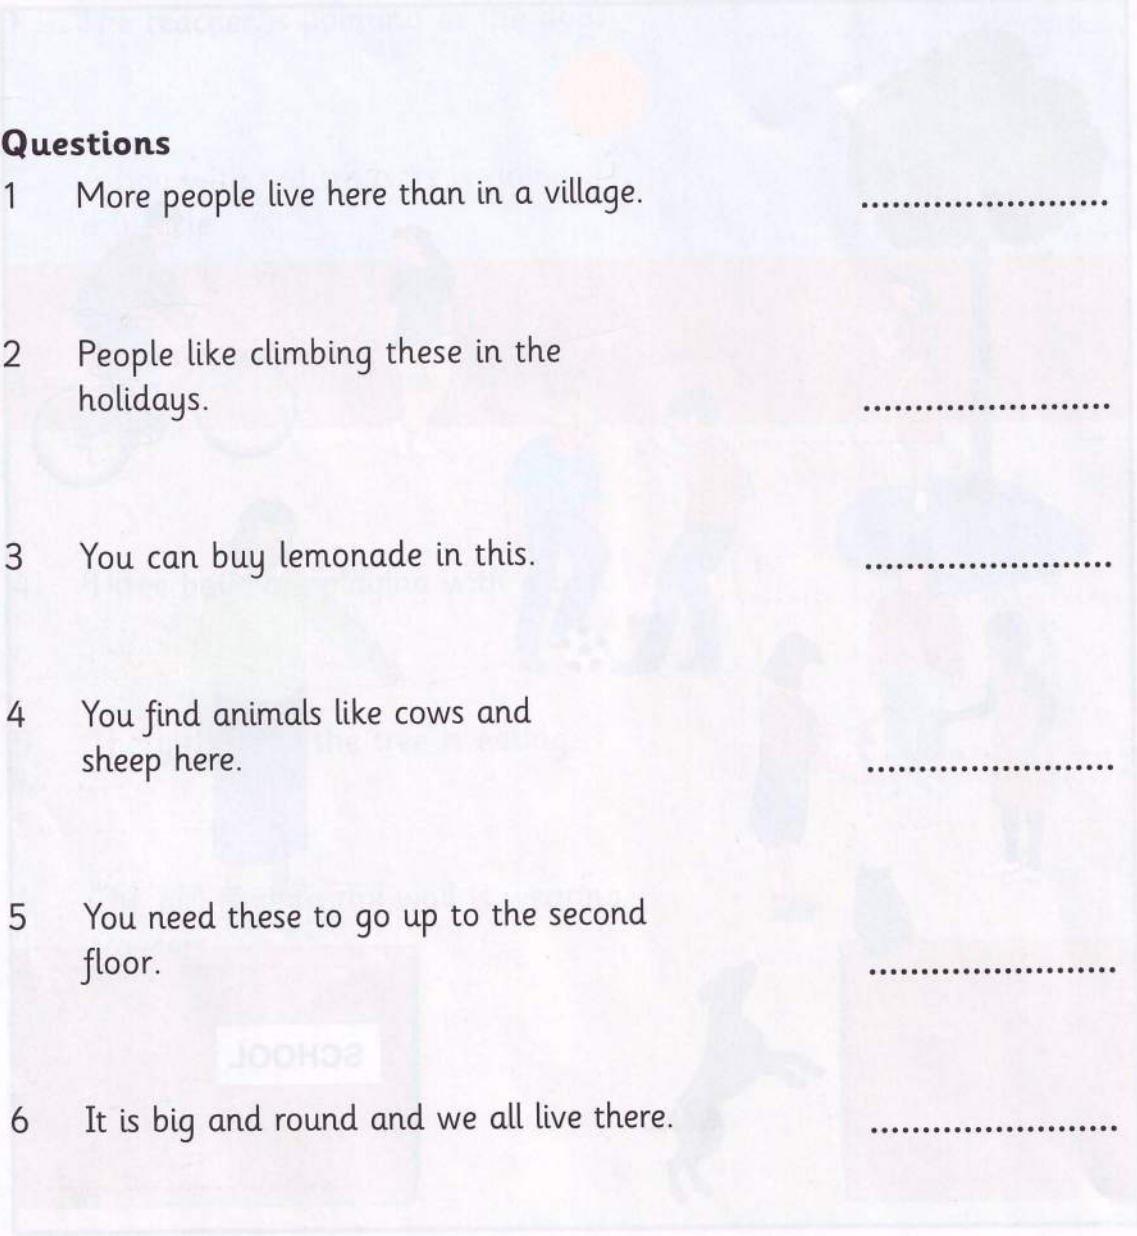 Questions
1 More people live here than in a village. ........................
2 People like climbing these in the
holidays. ........................
3 You can buy lemonade in this. ........................
4 You find animals like cows and
sheep here. ........................
5 You need these to go up to the second
floor. ........................
6 It is big and round and we all live there. ........................
SCHOOL